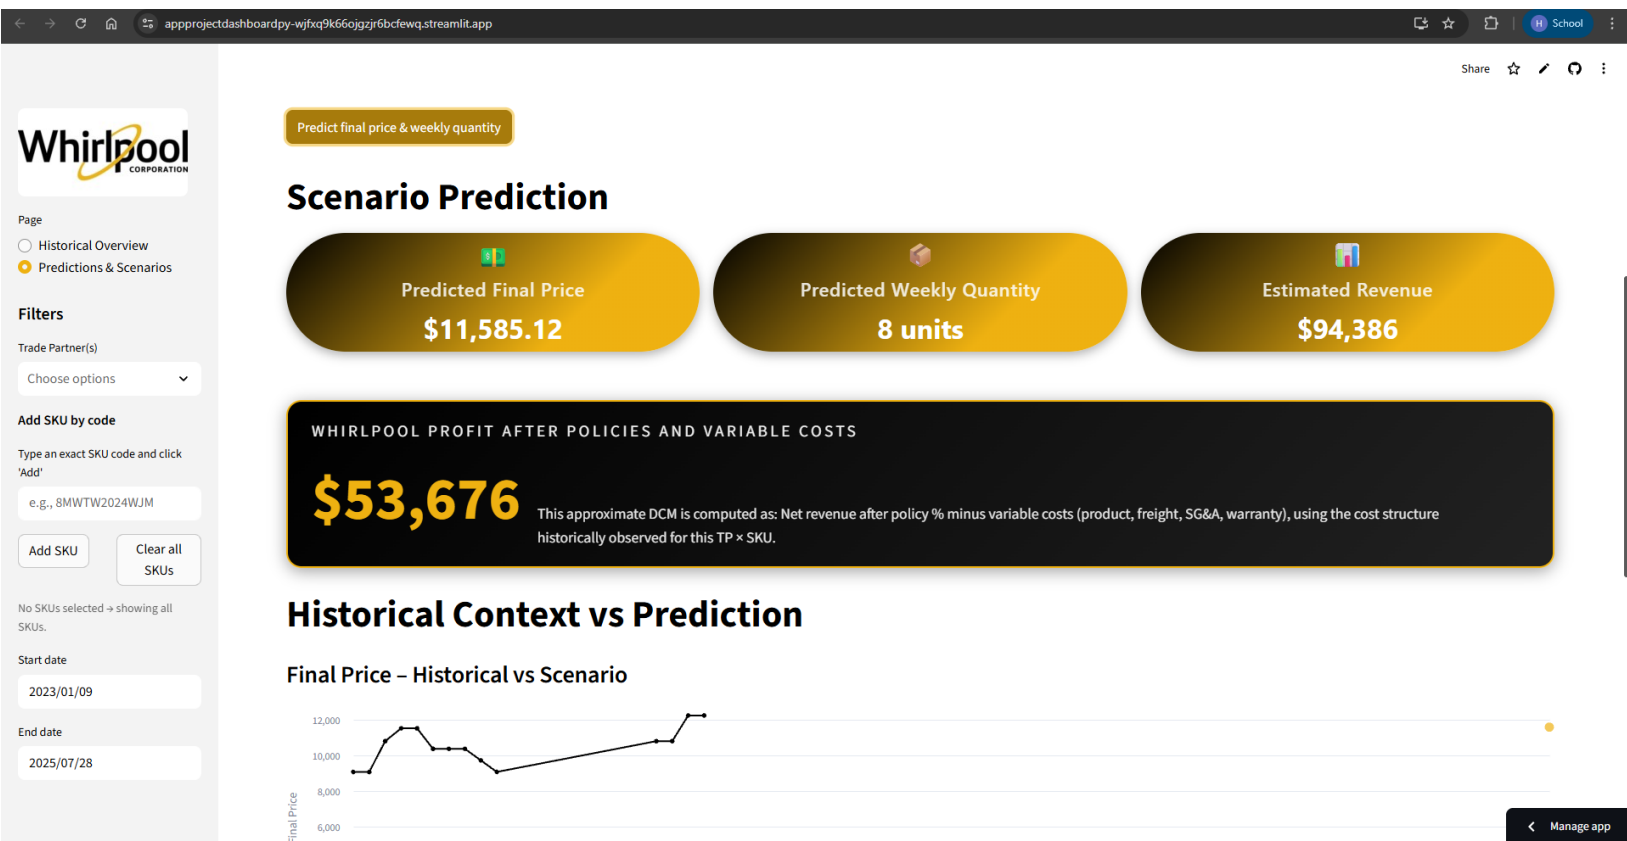 appprojectdashboardpy-wjfxq9k66ojgzjr6bcfewq.streamlit.app
H School
Share
Whirlpool
CORPORATION
Page
Historical Overview
Predictions & Scenarios
Filters
Trade Partner(s)
Choose options
Add SKU by code
Type an exact SKU code and click
'Add'
e.g., 8MWTW2024WJM
Add SKU
Clear all
SKUs
No SKUs selected → showing all
SKUs.
Start date
2023/01/09
End date
2025/07/28
Predict final price & weekly quantity
Scenario Prediction
Predicted Final Price
$11,585.12
Predicted Weekly Quantity
8 units
Estimated Revenue
$94,386
WHIRLPOOL PROFIT AFTER POLICIES AND VARIABLE COSTS
$53,676
This approximate DCM is computed as: Net revenue after policy % minus variable costs (product, freight, SG&A, warranty), using the cost structure
historically observed for this TP × SKU.
Historical Context vs Prediction
Final Price – Historical vs Scenario
12,000
10,000
8,000
6,000
Final Price
Manage app